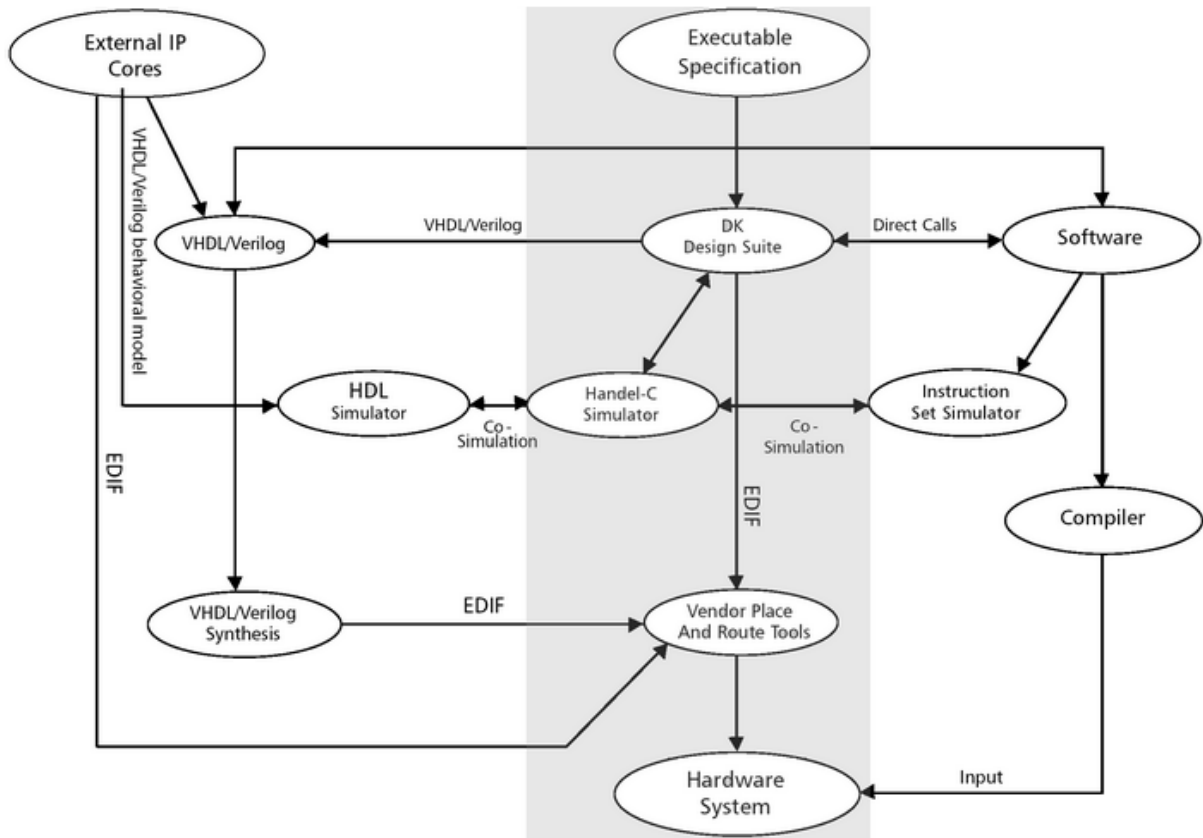 External IP
Cores
Executable
Specification
VHDL/Verilog behavioral model
VHDL/Verilog
VHDL/Verilog
DK
Design Suite
Direct Calls
Software
HDL
Simulator
Co-
Simulation
Handel-C
Simulator
Co-
Simulation
Instruction
Set Simulator
EDIF
EDIF
Compiler
VHDL/Verilog
Synthesis
EDIF
Vendor Place
And Route Tools
Hardware
System
Input